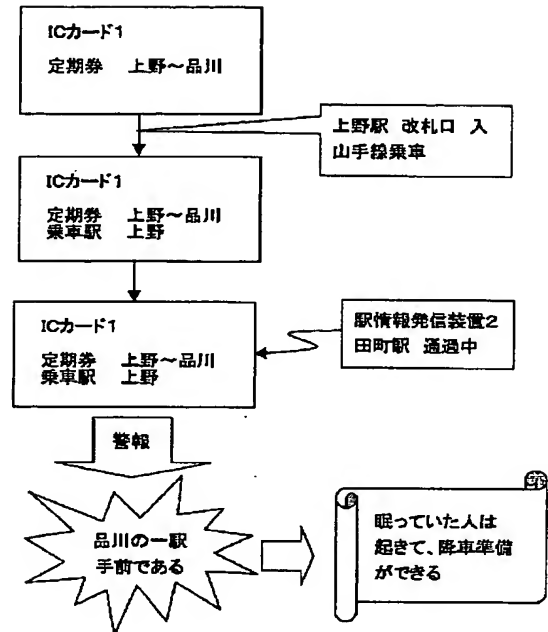 ICカード1
定期券 上野～品川
上野駅 改札口 入
山手線乗車
ICカード1
定期券 上野～品川
乗車駅 上野
ICカード1
定期券 上野～品川
乗車駅 上野
駅情報発信装置2
田町駅 通過中
警報
品川の一駅
手前である
眠っていた人は
起きて、降車準備
ができる